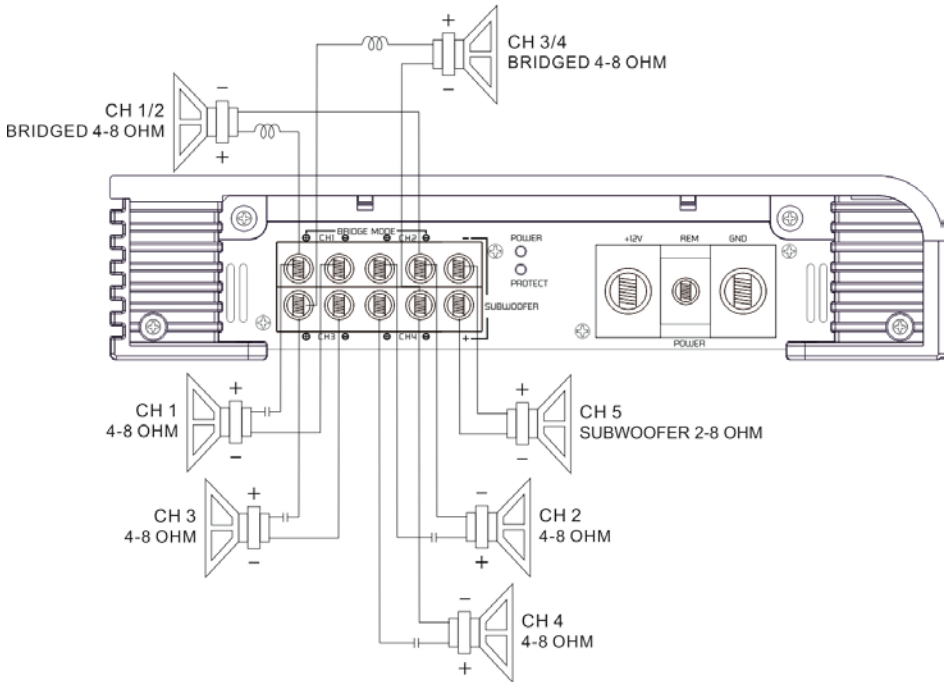 +
CH 3/4
BRIDGED 4-8 OHM
-
-
CH 1/2
BRIDGED 4-8 OHM
+
BRIDGE MODE
⊕ CH1 ⊖ ⊕ CH2 ⊖ -
POWER
PROTECT
SUBWOOFER
⊕ CH3 ⊖ ⊕ CH4 ⊖ +
+12V REM GND
POWER
+
CH 1
4-8 OHM
-
+
CH 5
SUBWOOFER 2-8 OHM
-
+
CH 3
4-8 OHM
-
-
CH 2
4-8 OHM
+
-
CH 4
4-8 OHM
+